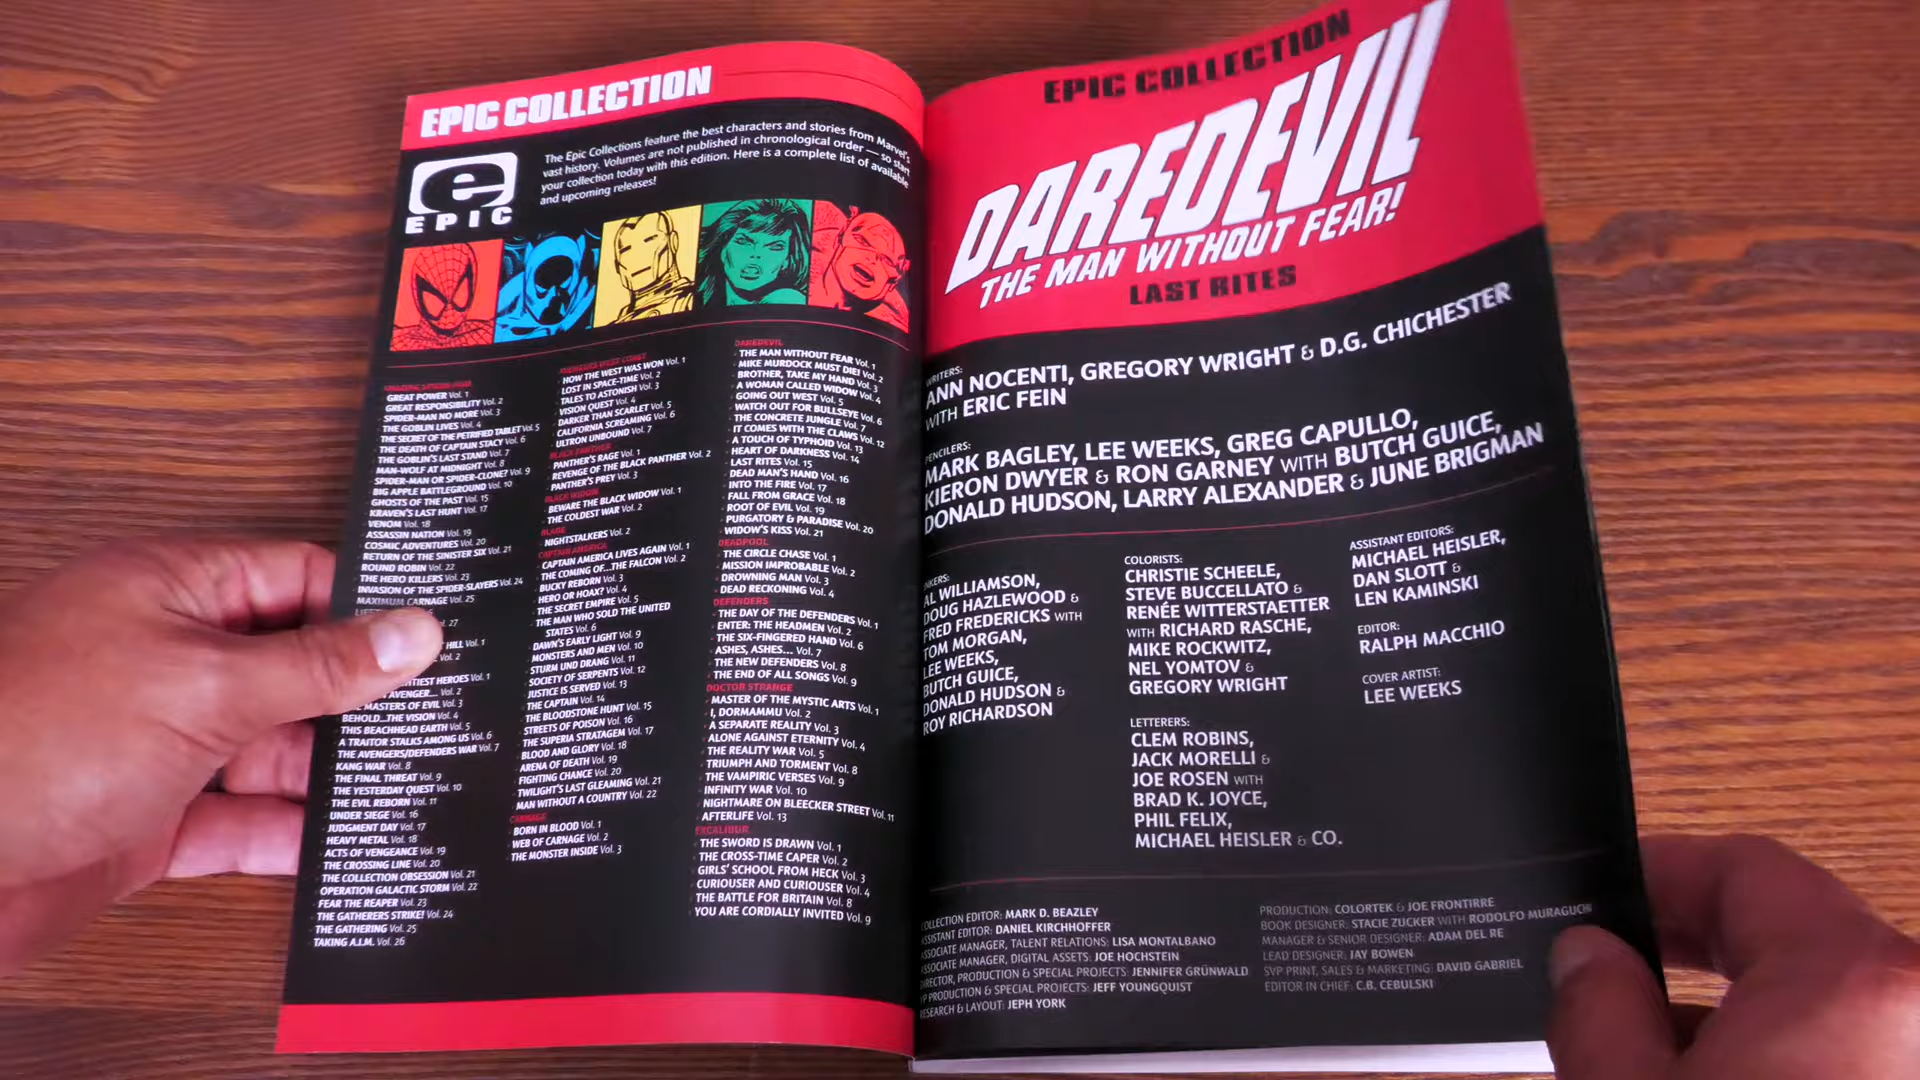 EPIC COLLECTION
The Epic Collections feature the best characters and stories from Marvel's
vast history. Volumes are not published in chronological order — so start
your collection today with this edition. Here is a complete list of available
and upcoming releases!
e
EPIC
AMAZING SPIDER-MAN
GREAT POWER Vol. 1
GREAT RESPONSIBILITY Vol. 2
SPIDER-MAN NO MORE Vol. 3
THE GOBLIN LIVES Vol. 4
THE SECRET OF THE PETRIFIED TABLET Vol. 5
THE DEATH OF CAPTAIN STACY Vol. 6
THE GOBLIN'S LAST STAND Vol. 7
MAN-WOLF AT MIDNIGHT Vol. 8
SPIDER-MAN OR SPIDER-CLONE? Vol. 9
BIG APPLE BATTLEGROUND Vol. 10
GHOSTS OF THE PAST Vol. 15
KRAVEN'S LAST HUNT Vol. 17
VENOM Vol. 18
ASSASSIN NATION Vol. 19
COSMIC ADVENTURES Vol. 20
RETURN OF THE SINISTER SIX Vol. 21
ROUND ROBIN Vol. 22
THE HERO KILLERS Vol. 23
INVASION OF THE SPIDER-SLAYERS Vol. 24
MAXIMUM CARNAGE Vol. 25
Vol. 27
HILL Vol. 1
Vol. 2
HEROES Vol. 1
AVENGER... Vol. 2
MASTERS OF EVIL Vol. 3
BEHOLD...THE VISION Vol. 4
THIS BEACHHEAD EARTH Vol. 5
A TRAITOR STALKS AMONG US Vol. 6
THE AVENGERS/DEFENDERS WAR Vol. 7
KANG WAR Vol. 8
THE FINAL THREAT Vol. 9
THE YESTERDAY QUEST Vol. 10
THE EVIL REBORN Vol. 11
UNDER SIEGE Vol. 16
JUDGMENT DAY Vol. 17
HEAVY METAL Vol. 18
ACTS OF VENGEANCE Vol. 19
THE CROSSING LINE Vol. 20
THE COLLECTION OBSESSION Vol. 21
OPERATION GALACTIC STORM Vol. 22
FEAR THE REAPER Vol. 23
THE GATHERERS STRIKE! Vol. 24
THE GATHERING Vol. 25
TAKING A.I.M. Vol. 26
AVENGERS WEST COAST
HOW THE WEST WAS WON Vol. 1
LOST IN SPACE-TIME Vol. 2
TALES TO ASTONISH Vol. 3
VISION QUEST Vol. 4
DARKER THAN SCARLET Vol. 5
CALIFORNIA SCREAMING Vol. 6
ULTRON UNBOUND Vol. 7
BLACK PANTHER
PANTHER'S RAGE Vol. 1
REVENGE OF THE BLACK PANTHER Vol. 2
PANTHER'S PREY Vol. 3
BLACK WIDOW
BEWARE THE BLACK WIDOW Vol. 1
THE COLDEST WAR Vol. 2
BLADE
NIGHTSTALKERS Vol. 2
CAPTAIN AMERICA
CAPTAIN AMERICA LIVES AGAIN Vol. 1
THE COMING OF...THE FALCON Vol. 2
BUCKY REBORN Vol. 3
HERO OR HOAX? Vol. 4
THE SECRET EMPIRE Vol. 5
THE MAN WHO SOLD THE UNITED
STATES Vol. 6
DAWN'S EARLY LIGHT Vol. 9
MONSTERS AND MEN Vol. 10
STURM UND DRANG Vol. 11
SOCIETY OF SERPENTS Vol. 12
JUSTICE IS SERVED Vol. 13
THE CAPTAIN Vol. 14
THE BLOODSTONE HUNT Vol. 15
STREETS OF POISON Vol. 16
THE SUPERIA STRATAGEM Vol. 17
BLOOD AND GLORY Vol. 18
ARENA OF DEATH Vol. 19
FIGHTING CHANCE Vol. 20
TWILIGHT'S LAST GLEAMING Vol. 21
MAN WITHOUT A COUNTRY Vol. 22
CARNAGE
BORN IN BLOOD Vol. 1
WEB OF CARNAGE Vol. 2
THE MONSTER INSIDE Vol. 3
DAREDEVIL
THE MAN WITHOUT FEAR Vol. 1
MIKE MURDOCK MUST DIE! Vol. 2
BROTHER, TAKE MY HAND Vol. 3
A WOMAN CALLED WIDOW Vol. 4
GOING OUT WEST Vol. 5
WATCH OUT FOR BULLSEYE Vol. 6
THE CONCRETE JUNGLE Vol. 7
IT COMES WITH THE CLAWS Vol. 12
A TOUCH OF TYPHOID Vol. 13
HEART OF DARKNESS Vol. 14
LAST RITES Vol. 15
DEAD MAN'S HAND Vol. 16
INTO THE FIRE Vol. 17
FALL FROM GRACE Vol. 18
ROOT OF EVIL Vol. 19
PURGATORY & PARADISE Vol. 20
WIDOW'S KISS Vol. 21
DEADPOOL
THE CIRCLE CHASE Vol. 1
MISSION IMPROBABLE Vol. 2
DROWNING MAN Vol. 3
DEAD RECKONING Vol. 4
DEFENDERS
THE DAY OF THE DEFENDERS Vol. 1
ENTER: THE HEADMEN Vol. 2
THE SIX-FINGERED HAND Vol. 6
ASHES, ASHES... Vol. 7
THE NEW DEFENDERS Vol. 8
THE END OF ALL SONGS Vol. 9
DOCTOR STRANGE
MASTER OF THE MYSTIC ARTS Vol. 1
I, DORMAMMU Vol. 2
A SEPARATE REALITY Vol. 3
ALONE AGAINST ETERNITY Vol. 4
THE REALITY WAR Vol. 5
TRIUMPH AND TORMENT Vol. 8
THE VAMPIRIC VERSES Vol. 9
INFINITY WAR Vol. 10
NIGHTMARE ON BLEECKER STREET Vol. 11
AFTERLIFE Vol. 13
EXCALIBUR
THE SWORD IS DRAWN Vol. 1
THE CROSS-TIME CAPER Vol. 2
GIRLS' SCHOOL FROM HECK Vol. 3
CURIOUSER AND CURIOUSER Vol. 4
THE BATTLE FOR BRITAIN Vol. 8
YOU ARE CORDIALLY INVITED Vol. 9
EPIC COLLECTION
DAREDEVIL
THE MAN WITHOUT FEAR!
LAST RITES
WRITERS:
ANN NOCENTI, GREGORY WRIGHT & D.G. CHICHESTER
WITH ERIC FEIN
PENCILERS:
MARK BAGLEY, LEE WEEKS, GREG CAPULLO,
KIERON DWYER & RON GARNEY WITH BUTCH GUICE,
DONALD HUDSON, LARRY ALEXANDER & JUNE BRIGMAN
INKERS:
AL WILLIAMSON,
DOUG HAZLEWOOD &
FRED FREDERICKS WITH
TOM MORGAN,
LEE WEEKS,
BUTCH GUICE,
DONALD HUDSON &
ROY RICHARDSON
COLORISTS:
CHRISTIE SCHEELE,
STEVE BUCCELLATO &
RENÉE WITTERSTAETTER
WITH RICHARD RASCHE,
MIKE ROCKWITZ,
NEL YOMTOV &
GREGORY WRIGHT
LETTERERS:
CLEM ROBINS,
JACK MORELLI &
JOE ROSEN WITH
BRAD K. JOYCE,
PHIL FELIX,
MICHAEL HEISLER & CO.
ASSISTANT EDITORS:
MICHAEL HEISLER,
DAN SLOTT &
LEN KAMINSKI
EDITOR:
RALPH MACCHIO
COVER ARTIST:
LEE WEEKS
COLLECTION EDITOR: MARK D. BEAZLEY
ASSISTANT EDITOR: DANIEL KIRCHHOFFER
ASSOCIATE MANAGER, TALENT RELATIONS: LISA MONTALBANO
ASSOCIATE MANAGER, DIGITAL ASSETS: JOE HOCHSTEIN
DIRECTOR, PRODUCTION & SPECIAL PROJECTS: JENNIFER GRÜNWALD
VP PRODUCTION & SPECIAL PROJECTS: JEFF YOUNGQUIST
RESEARCH & LAYOUT: JEPH YORK
PRODUCTION: COLORTEK & JOE FRONTIRRE
BOOK DESIGNER: STACIE ZUCKER WITH RODOLFO MURAGUCHI
MANAGER & SENIOR DESIGNER: ADAM DEL RE
LEAD DESIGNER: JAY BOWEN
SVP PRINT, SALES & MARKETING: DAVID GABRIEL
EDITOR IN CHIEF: C.B. CEBULSKI